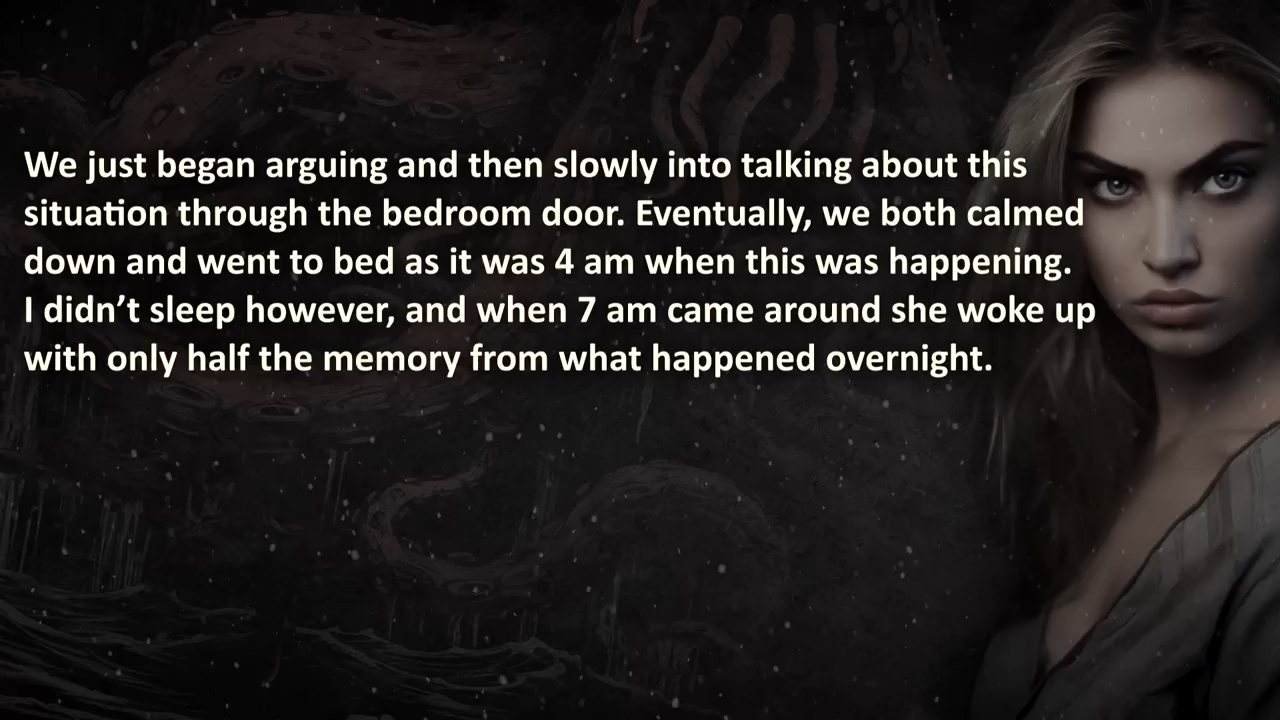 We just began arguing and then slowly into talking about this
situation through the bedroom door. Eventually, we both calmed
down and went to bed as it was 4 am when this was happening.
I didn’t sleep however, and when 7 am came around she woke up
with only half the memory from what happened overnight.